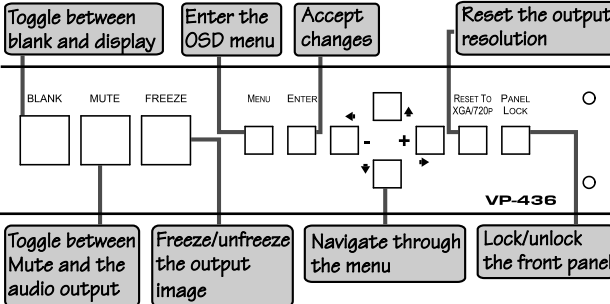 Toggle between
blank and display
Enter the
OSD menu
Accept
changes
Reset the output
resolution
BLANK
MUTE
FREEZE
MENU
ENTER
RESET TO
XGA/720P
PANEL
LOCK
-
+
VP-436
Toggle between
Mute and the
audio output
Freeze/unfreeze
the output
image
Navigate through
the menu
Lock/unlock
the front panel